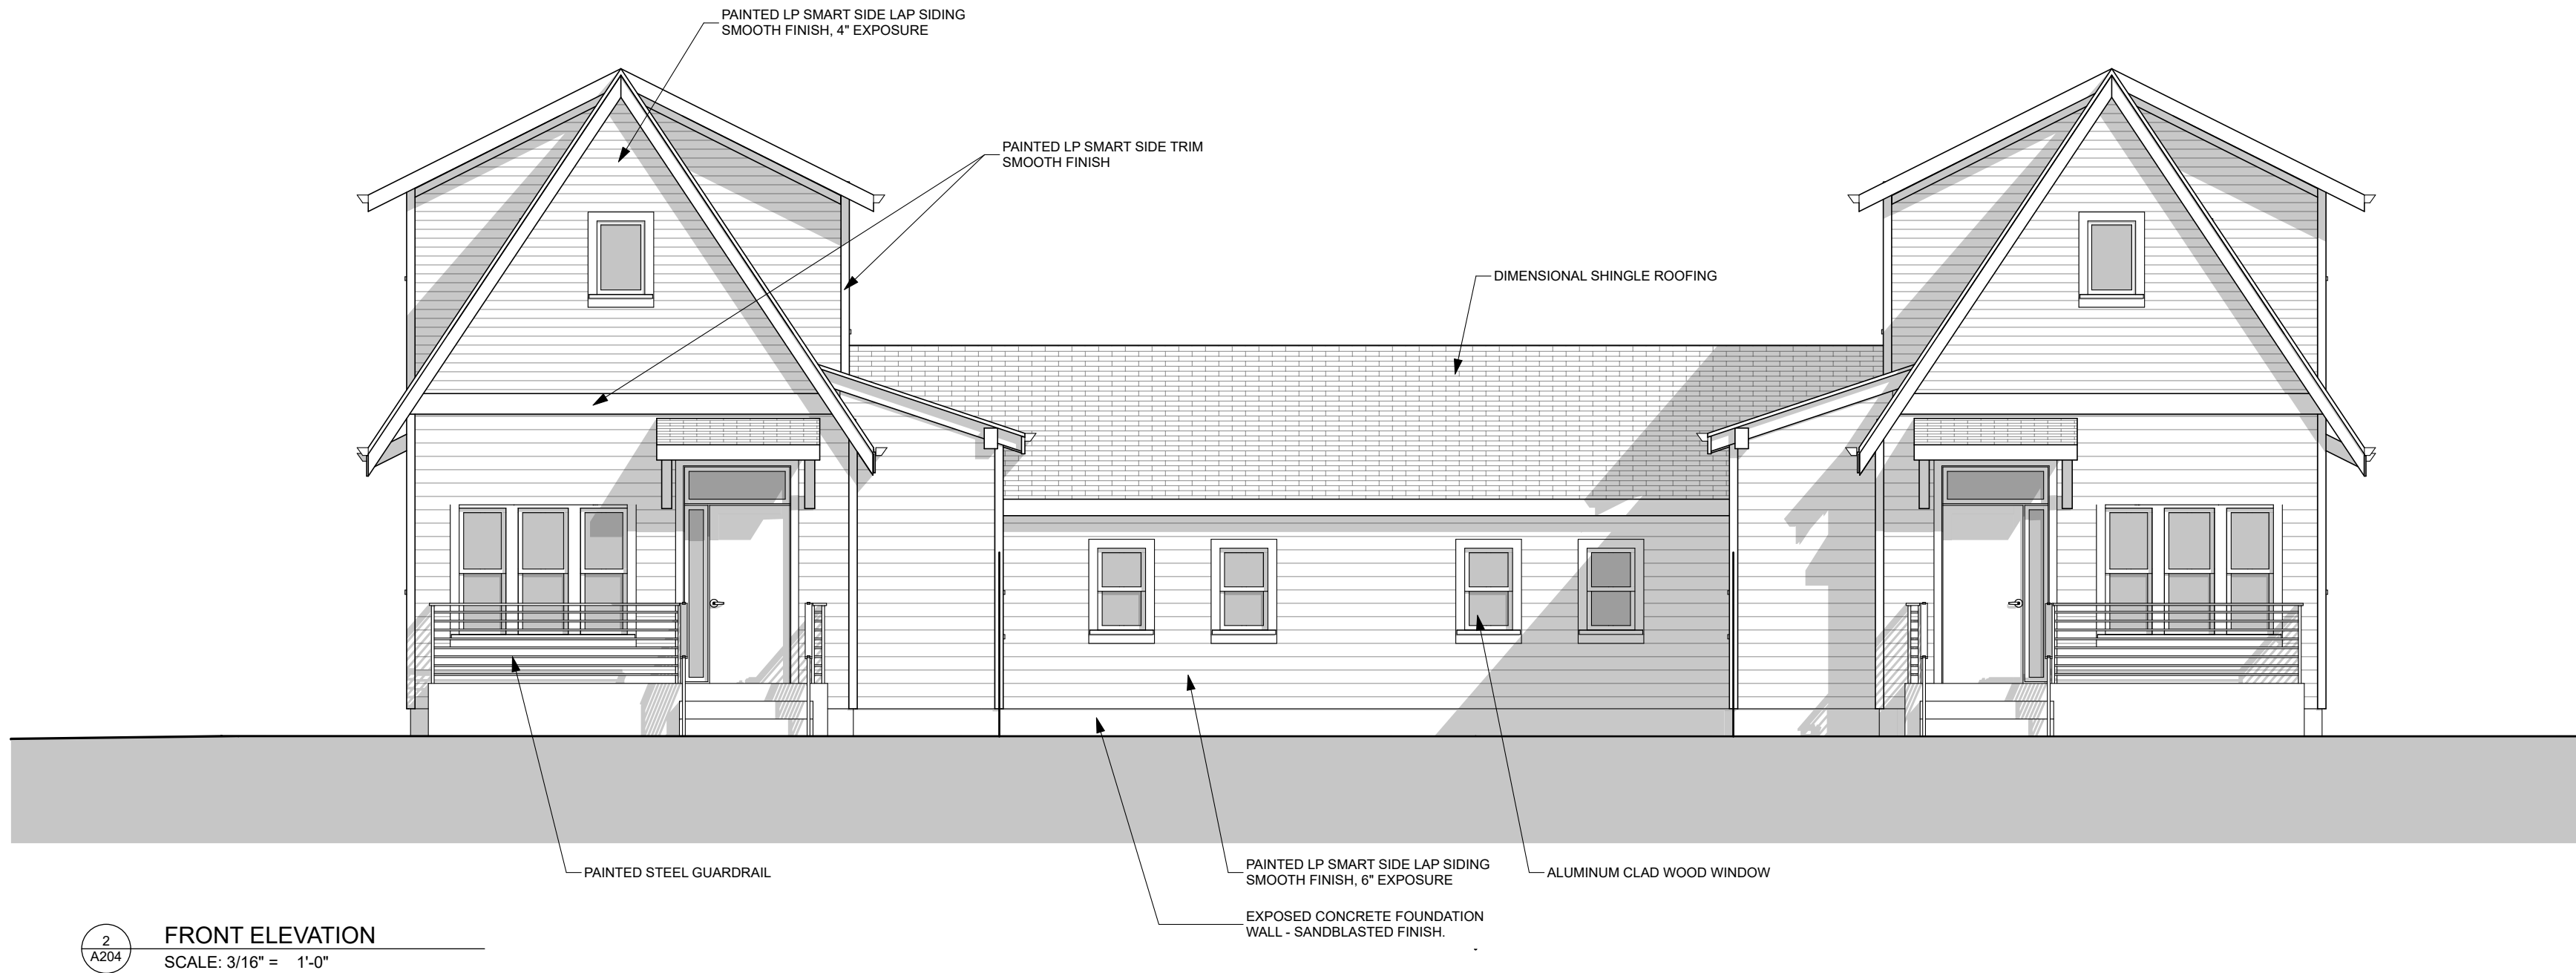 PAINTED LP SMART SIDE LAP SIDING
SMOOTH FINISH, 4" EXPOSURE
PAINTED LP SMART SIDE TRIM
SMOOTH FINISH
DIMENSIONAL SHINGLE ROOFING
PAINTED STEEL GUARDRAIL
PAINTED LP SMART SIDE LAP SIDING
SMOOTH FINISH, 6" EXPOSURE
ALUMINUM CLAD WOOD WINDOW
EXPOSED CONCRETE FOUNDATION
WALL - SANDBLASTED FINISH.
2
A204
FRONT ELEVATION
SCALE: 3/16" = 1'-0"